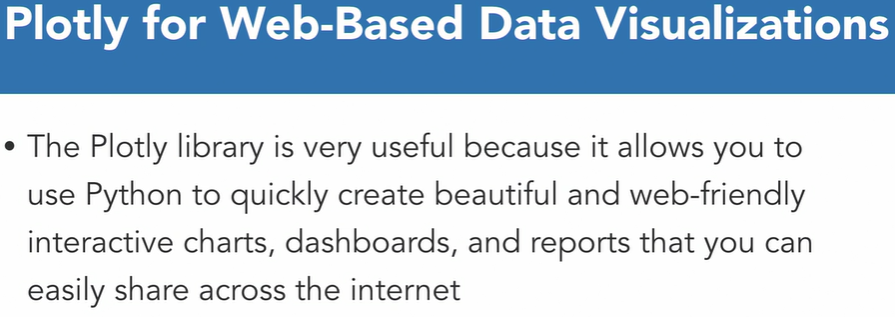 Plotly for Web-Based Data Visualizations
• The Plotly library is very useful because it allows you to
use Python to quickly create beautiful and web-friendly
interactive charts, dashboards, and reports that you can
easily share across the internet